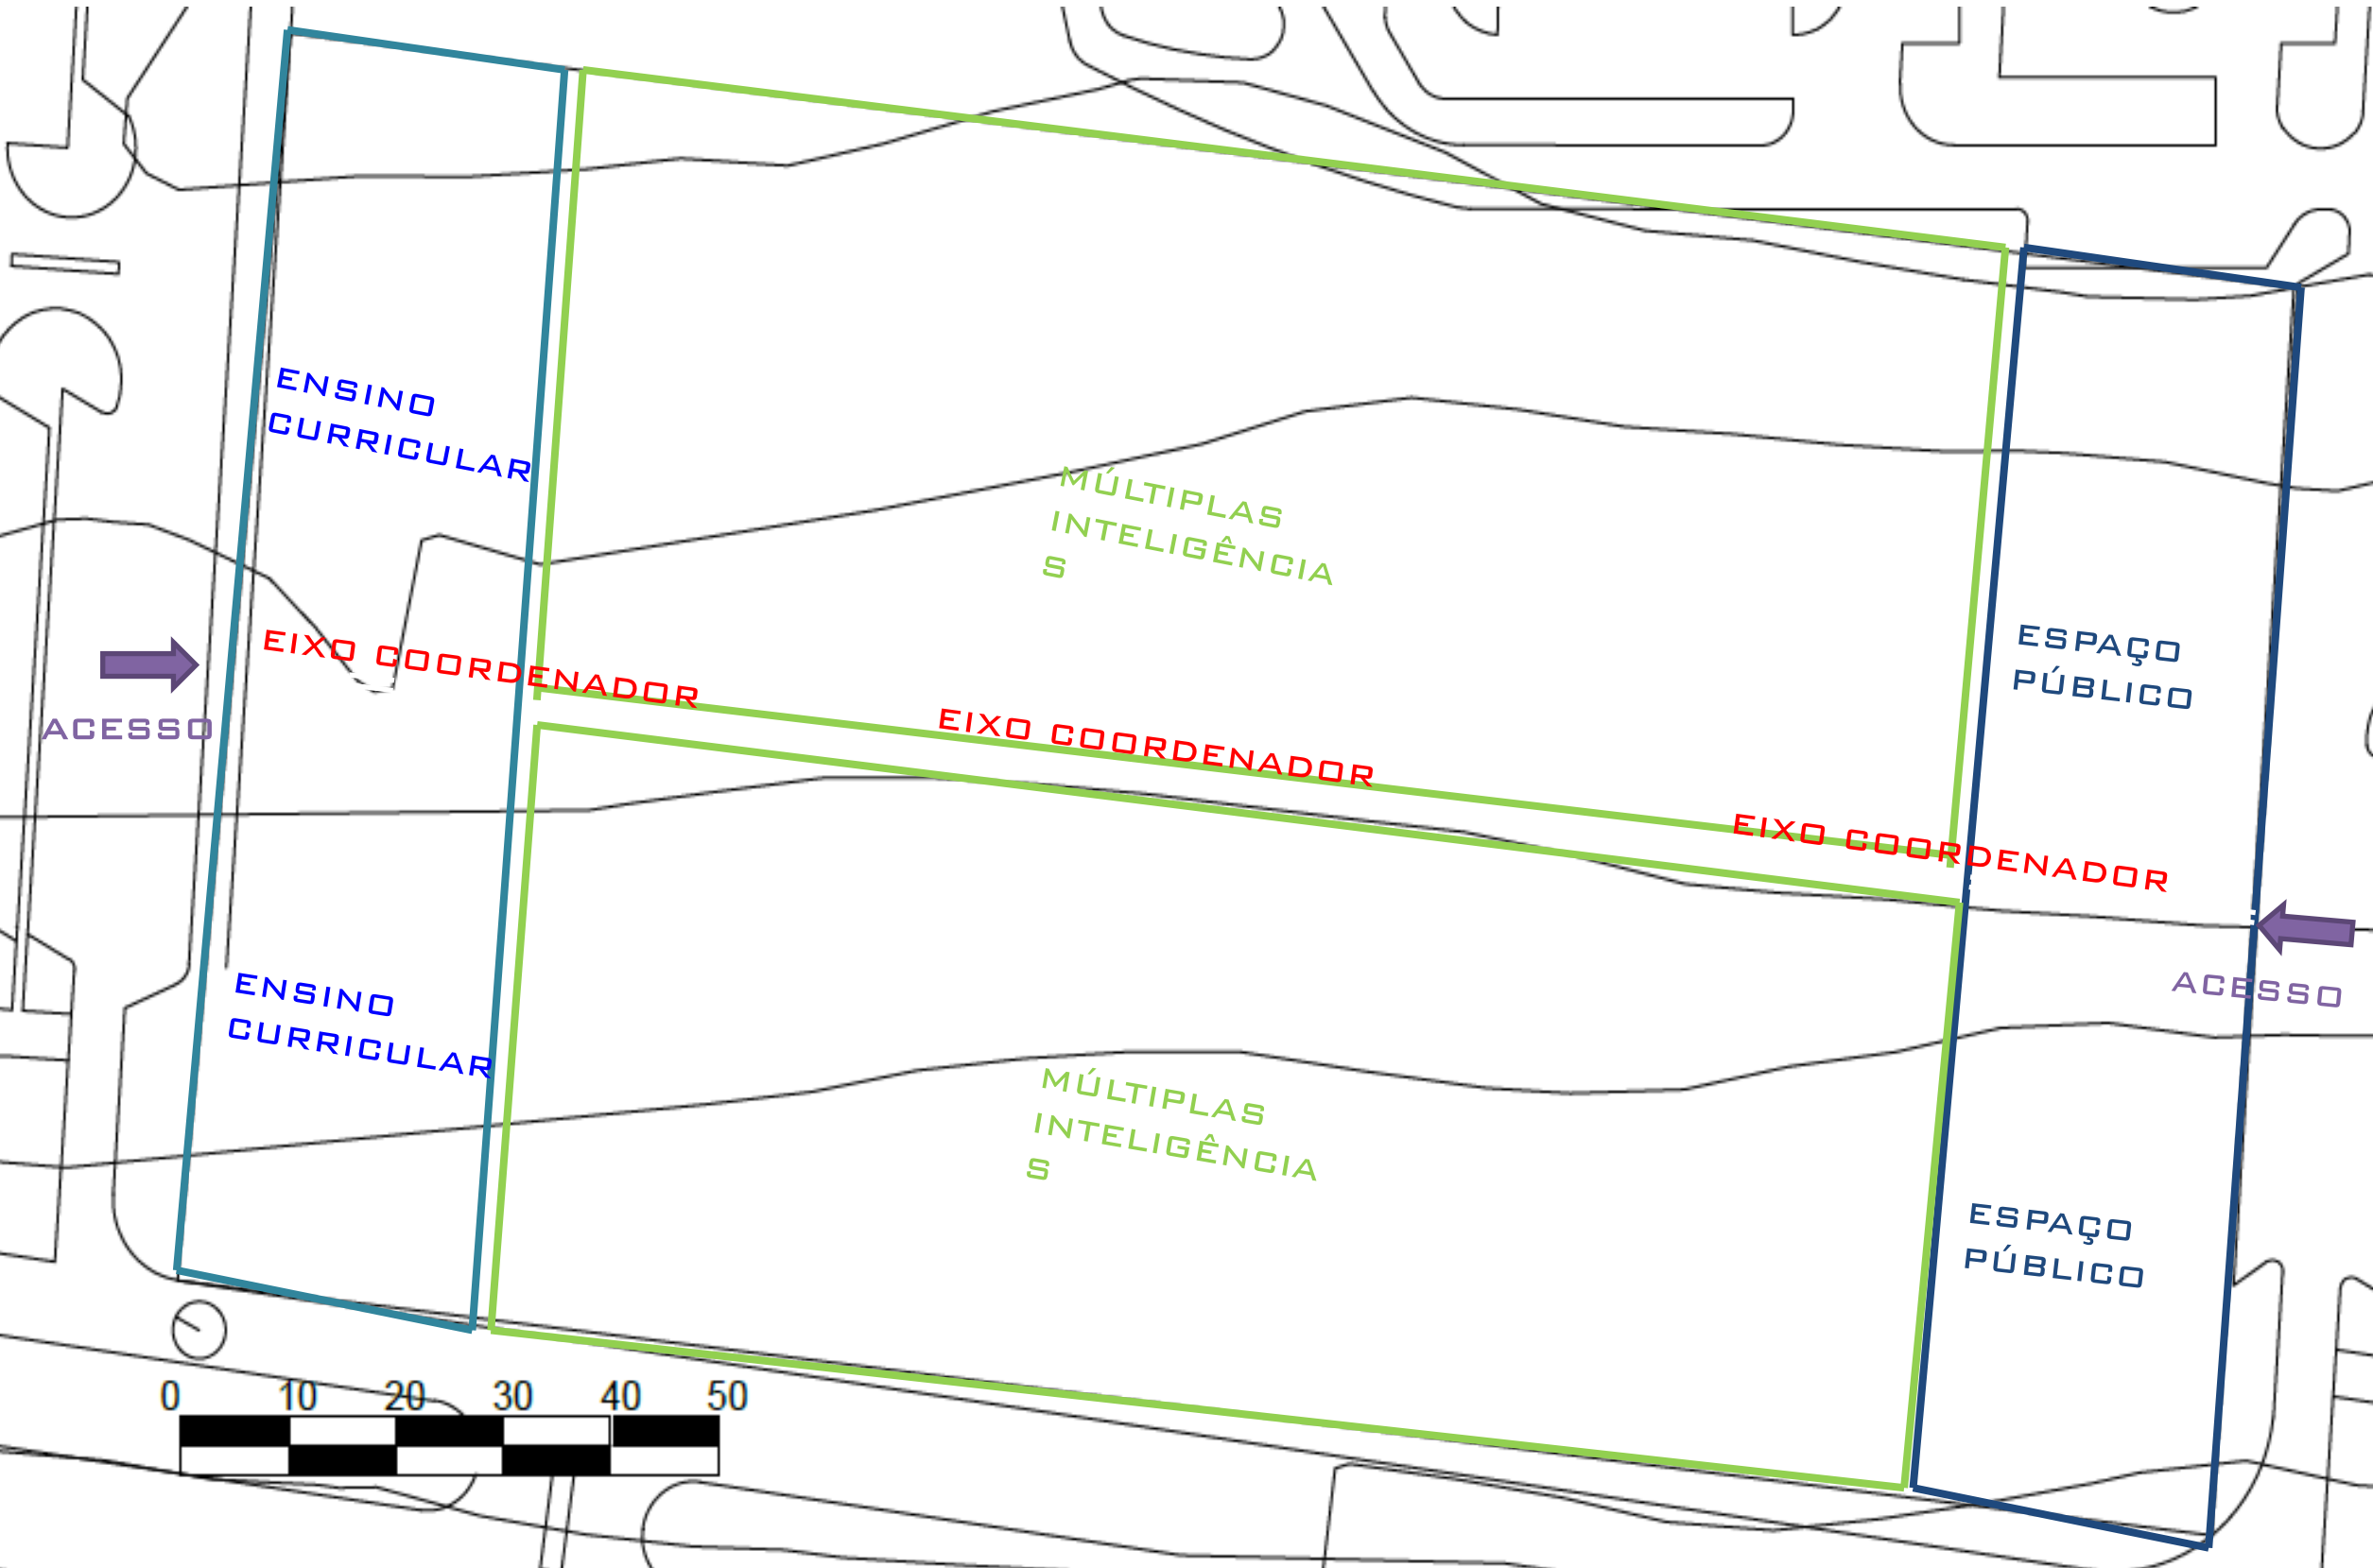 ENSINO
CURRICULAR
MÚLTIPLAS
INTELIGÊNCIA
S
ESPAÇO
PÚBLICO
EIXO COORDENADOR
ACESSO
EIXO COORDENADOR
EIXO COORDENADOR
ACESSO
ENSINO
CURRICULAR
MÚLTIPLAS
INTELIGÊNCIA
S
ESPAÇO
PÚBLICO
0 10 20 30 40 50